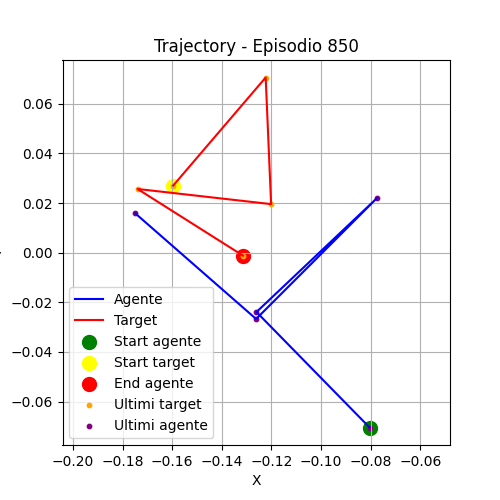 Trajectory - Episodio 850
0.06
0.04
0.02
0.00
−0.02
−0.04
−0.06
Agente
Target
Start agente
Start target
End agente
Ultimi target
Ultimi agente
−0.20 −0.18 −0.16 −0.14 −0.12 −0.10 −0.08 −0.06
X